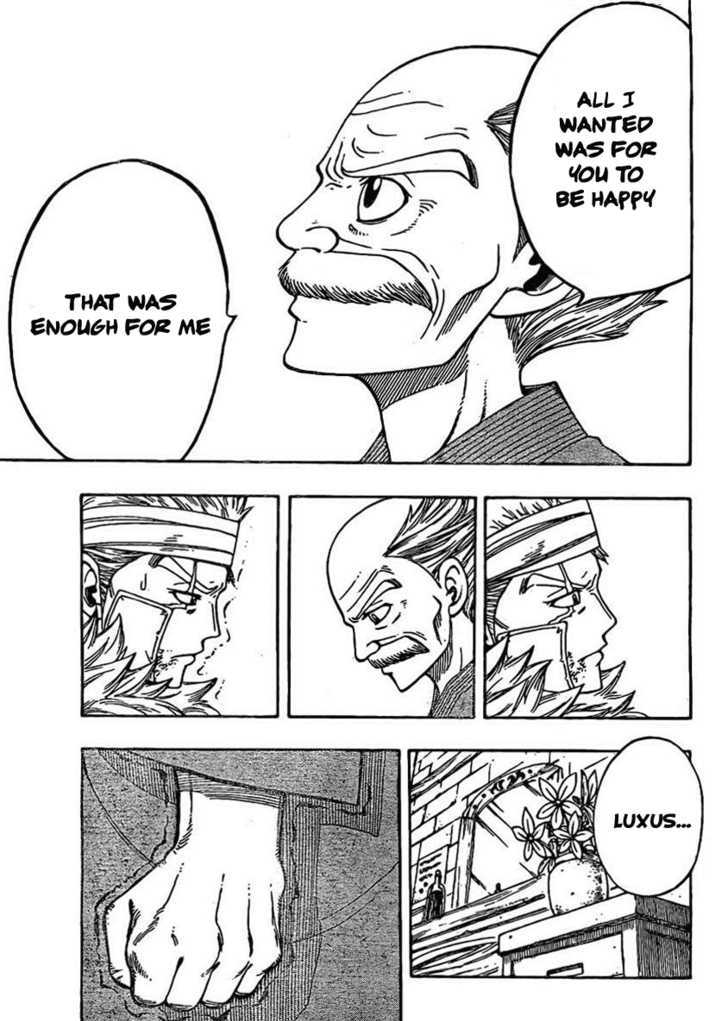 ALL I
WANTED
WAS FOR
YOU TO
BE HAPPY
THAT WAS
ENOUGH FOR ME
LUXUS...